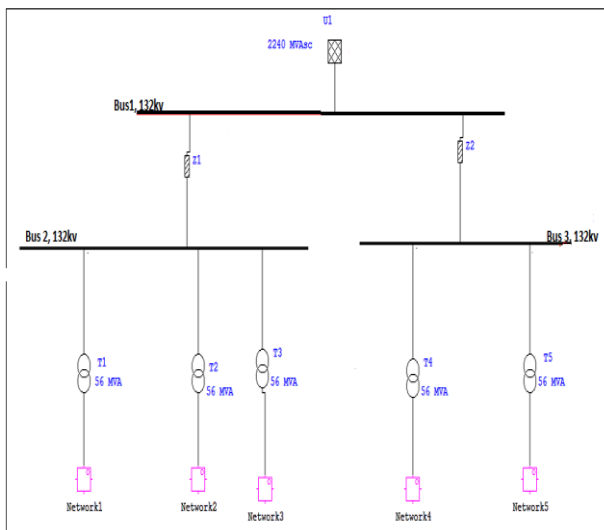 U1
2240 MVAsc
Bus1, 132kv
Z1
Z2
Bus 2, 132kv
Bus 3, 132kv
T1
56 MVA
T2
56 MVA
T3
56 MVA
T4
56 MVA
T5
56 MVA
Network1
Network2
Network3
Network4
Network5